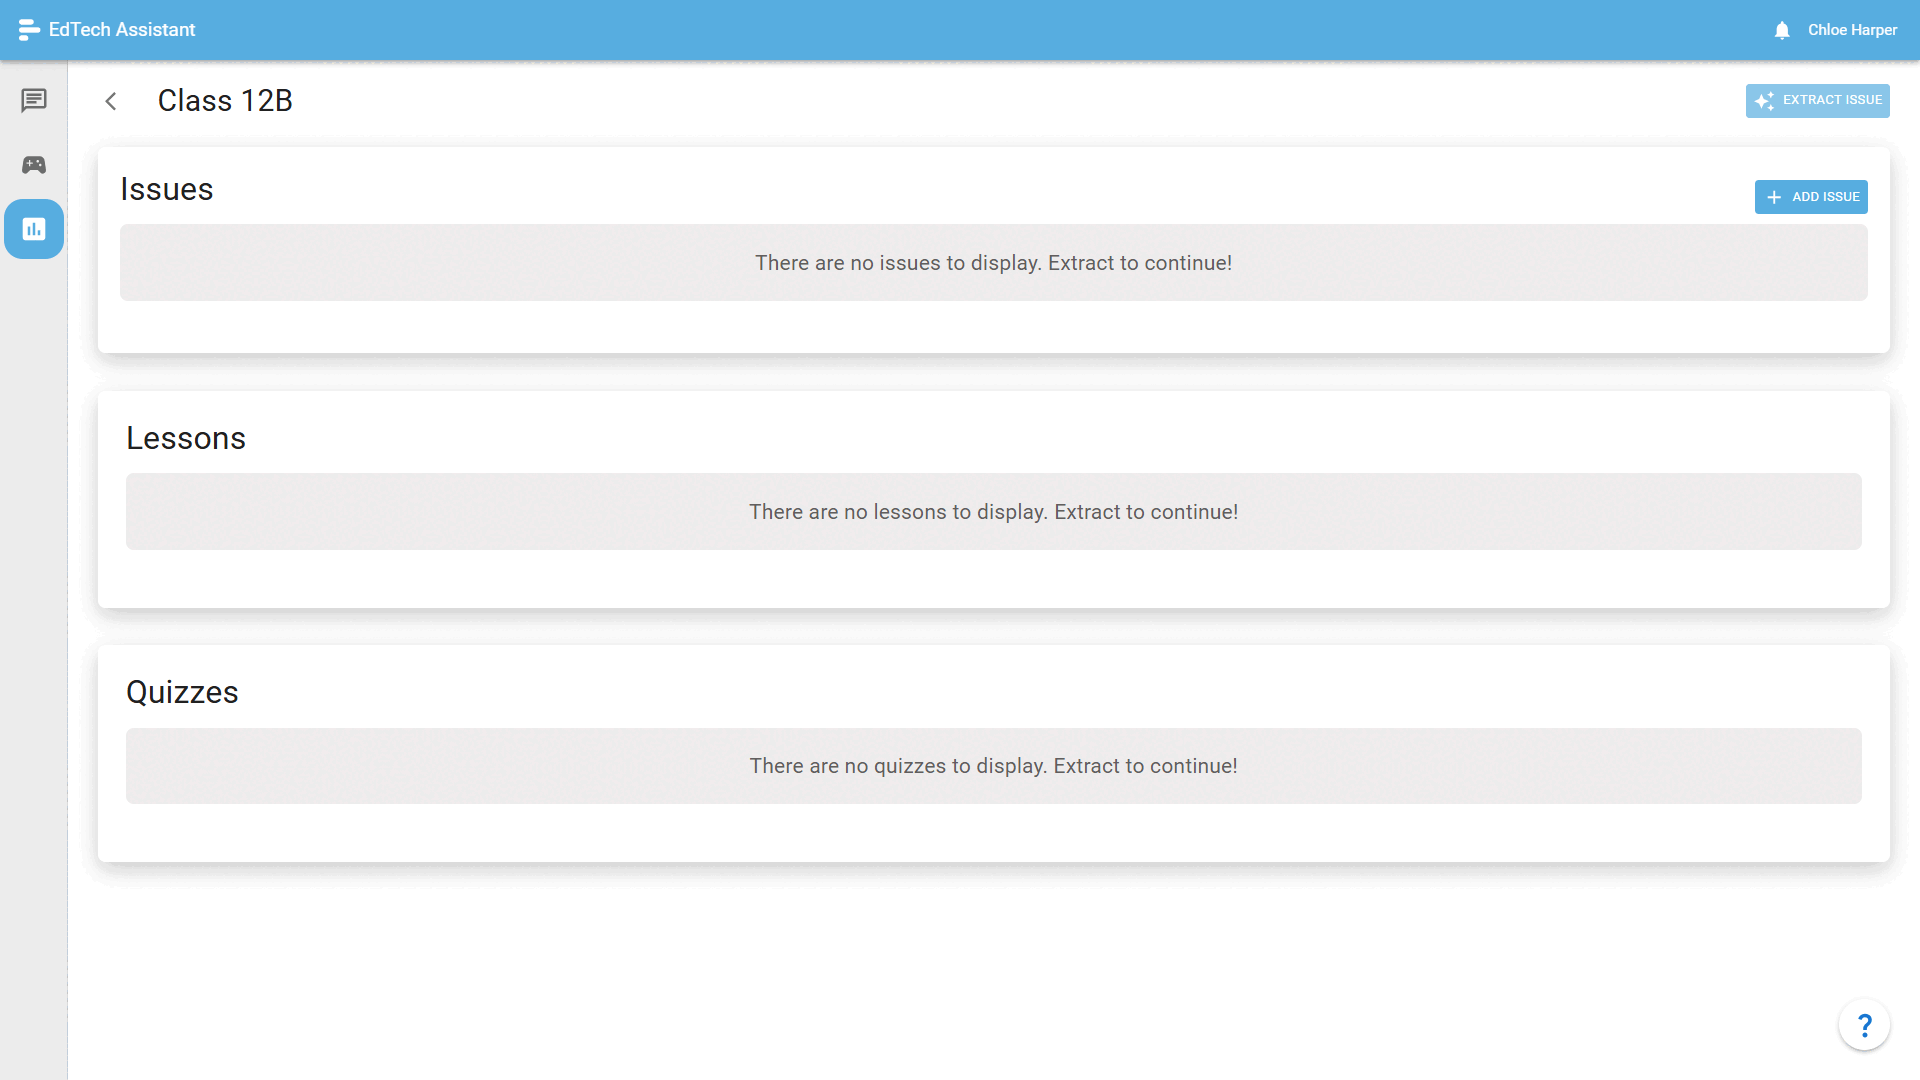 EdTech Assistant
Chloe Harper
Class 12B
EXTRACT ISSUE
Issues
ADD ISSUE
There are no issues to display. Extract to continue!
Lessons
There are no lessons to display. Extract to continue!
Quizzes
There are no quizzes to display. Extract to continue!
?